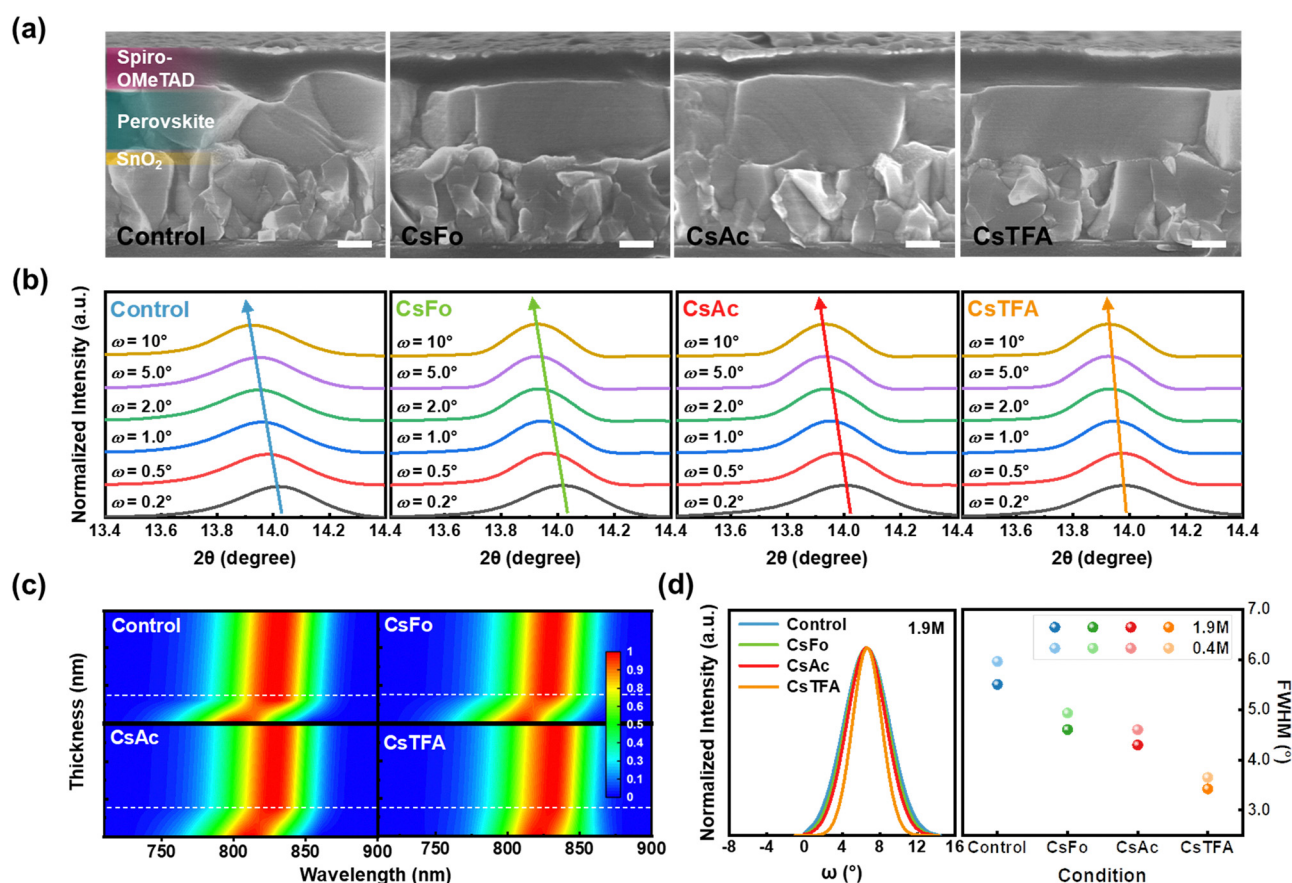 (a)
Spiro-
OMeTAD
Perovskite
SnO2
Control
CsFo
CsAc
CsTFA
(b)
Normalized Intensity (a.u.)
Control
ω = 10°
ω = 5.0°
ω = 2.0°
ω = 1.0°
ω = 0.5°
ω = 0.2°
13.4 13.6 13.8 14.0 14.2 14.4
2θ (degree)
CsFo
ω = 10°
ω = 5.0°
ω = 2.0°
ω = 1.0°
ω = 0.5°
ω = 0.2°
13.6 13.8 14.0 14.2 14.4
2θ (degree)
CsAc
ω = 10°
ω = 5.0°
ω = 2.0°
ω = 1.0°
ω = 0.5°
ω = 0.2°
13.6 13.8 14.0 14.2 14.4
2θ (degree)
CsTFA
ω = 10°
ω = 5.0°
ω = 2.0°
ω = 1.0°
ω = 0.5°
ω = 0.2°
13.6 13.8 14.0 14.2 14.4
2θ (degree)
(c)
Thickness (nm)
Control
CsFo
1
0.9
0.8
0.7
0.6
0.5
0.4
0.3
0.2
0.1
0
CsAc
CsTFA
750 800 850 900 750 800 850 900
Wavelength (nm)
(d)
Normalized Intensity (a.u.)
Control
CsFo
CsAc
CsTFA
1.9M
-8 -4 0 4 8 12 16
ω (°)
1.9M
0.4M
7.0
6.0
5.0
4.0
3.0
FWHM (°)
Control CsFo CsAc CsTFA
Condition